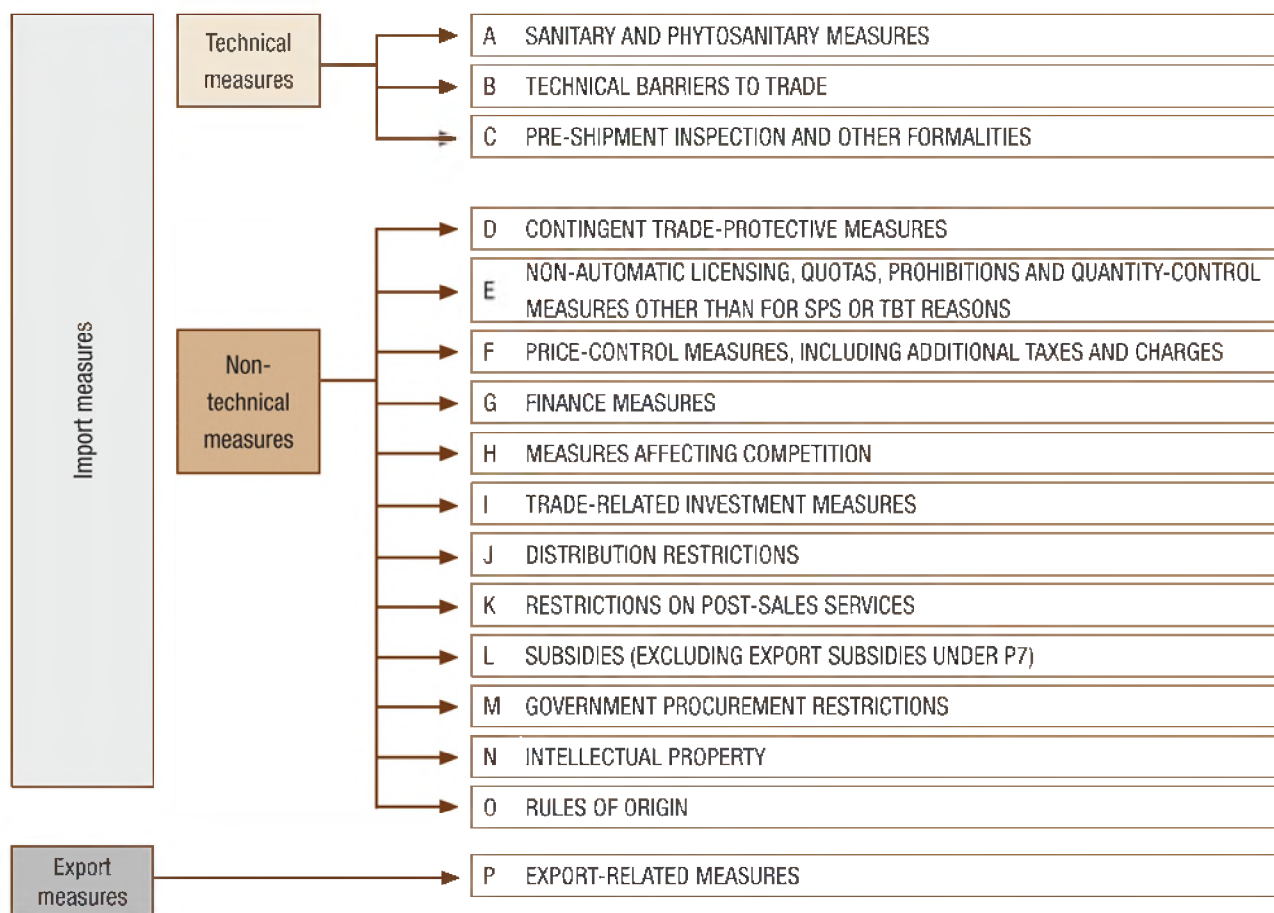 Import measures
Technical
measures
A SANITARY AND PHYTOSANITARY MEASURES
B TECHNICAL BARRIERS TO TRADE
C PRE-SHIPMENT INSPECTION AND OTHER FORMALITIES
Non-
technical
measures
D CONTINGENT TRADE-PROTECTIVE MEASURES
E NON-AUTOMATIC LICENSING, QUOTAS, PROHIBITIONS AND QUANTITY-CONTROL
MEASURES OTHER THAN FOR SPS OR TBT REASONS
F PRICE-CONTROL MEASURES, INCLUDING ADDITIONAL TAXES AND CHARGES
G FINANCE MEASURES
H MEASURES AFFECTING COMPETITION
I TRADE-RELATED INVESTMENT MEASURES
J DISTRIBUTION RESTRICTIONS
K RESTRICTIONS ON POST-SALES SERVICES
L SUBSIDIES (EXCLUDING EXPORT SUBSIDIES UNDER P7)
M GOVERNMENT PROCUREMENT RESTRICTIONS
N INTELLECTUAL PROPERTY
O RULES OF ORIGIN
Export
measures
P EXPORT-RELATED MEASURES